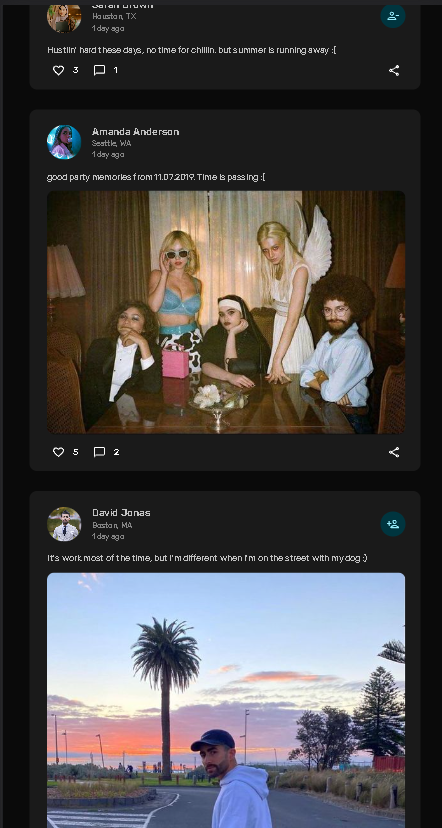 Sarah Brown
Houston, TX
1 day ago
Hustlin' hard these days, no time for chillin. but summer is running away :[
3 1
Amanda Anderson
Seattle, WA
1 day ago
good party memories from 11.07.2019. Time is passing :[
5 2
David Jonas
Boston, MA
1 day ago
It's work most of the time, but I'm different when I'm on the street with my dog :)